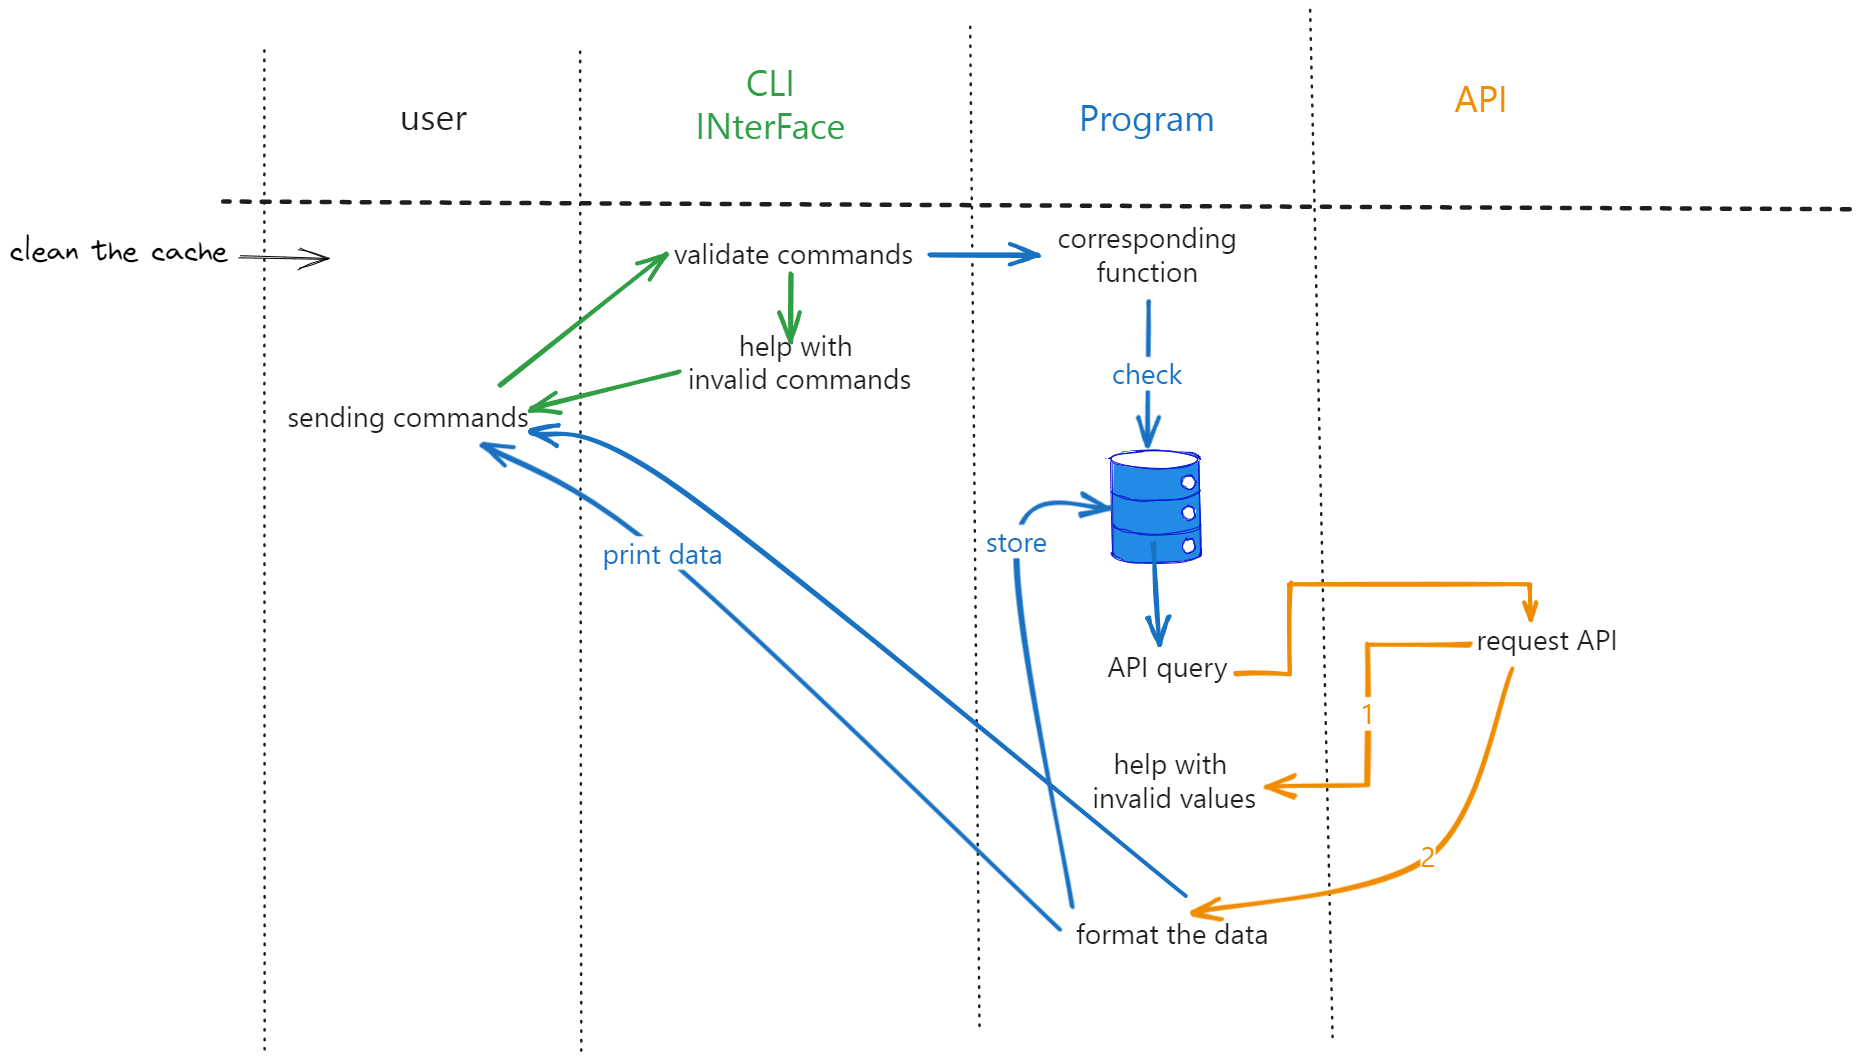 user
CLI
INterFace
Program
API
clean the cache
validate commands
corresponding
function
help with
invalid commands
check
sending commands
store
print data
request API
API query
1
help with
invalid values
2
format the data